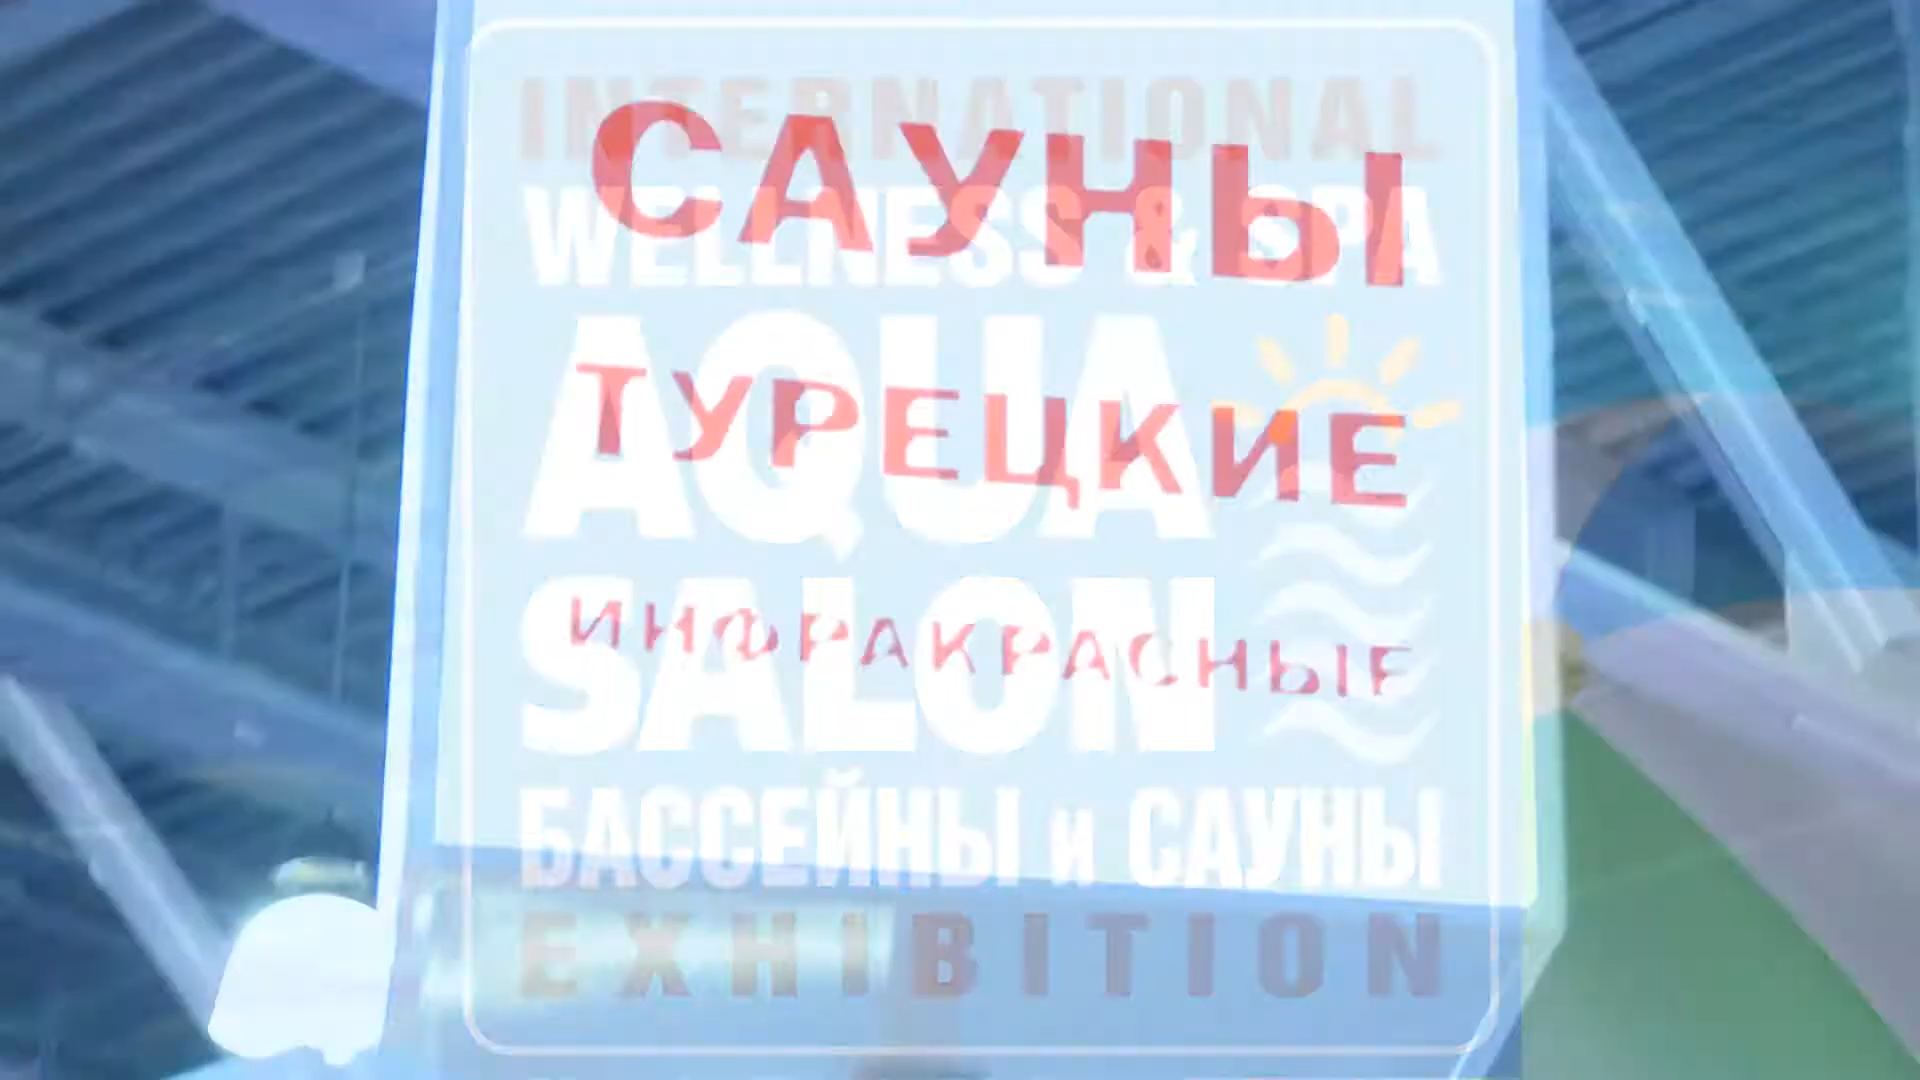 INTERNATIONAL
САУНЫ
WELLNESS & SPA
AQUA
ТУРЕЦКИЕ
SALON
ИНФРАКРАСНЫЕ
БАССЕЙНЫ и САУНЫ
EXHIBITION